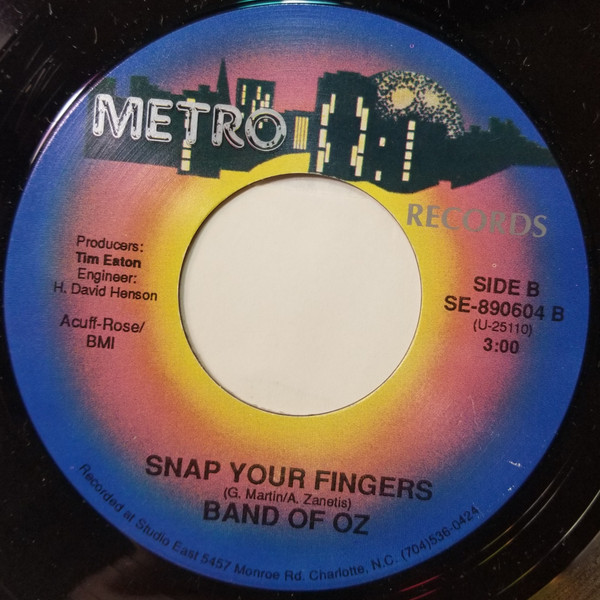 METRO
RECORDS
Producers:
Tim Eaton
Engineer:
H. David Henson
Acuff-Rose/
BMI
SIDE B
SE-890604 B
(U-25110)
3:00
SNAP YOUR FINGERS
(G. Martin/A. Zanetis)
BAND OF OZ
Recorded at Studio East 5457 Monroe Rd. Charlotte, N.C. (704)536-0424